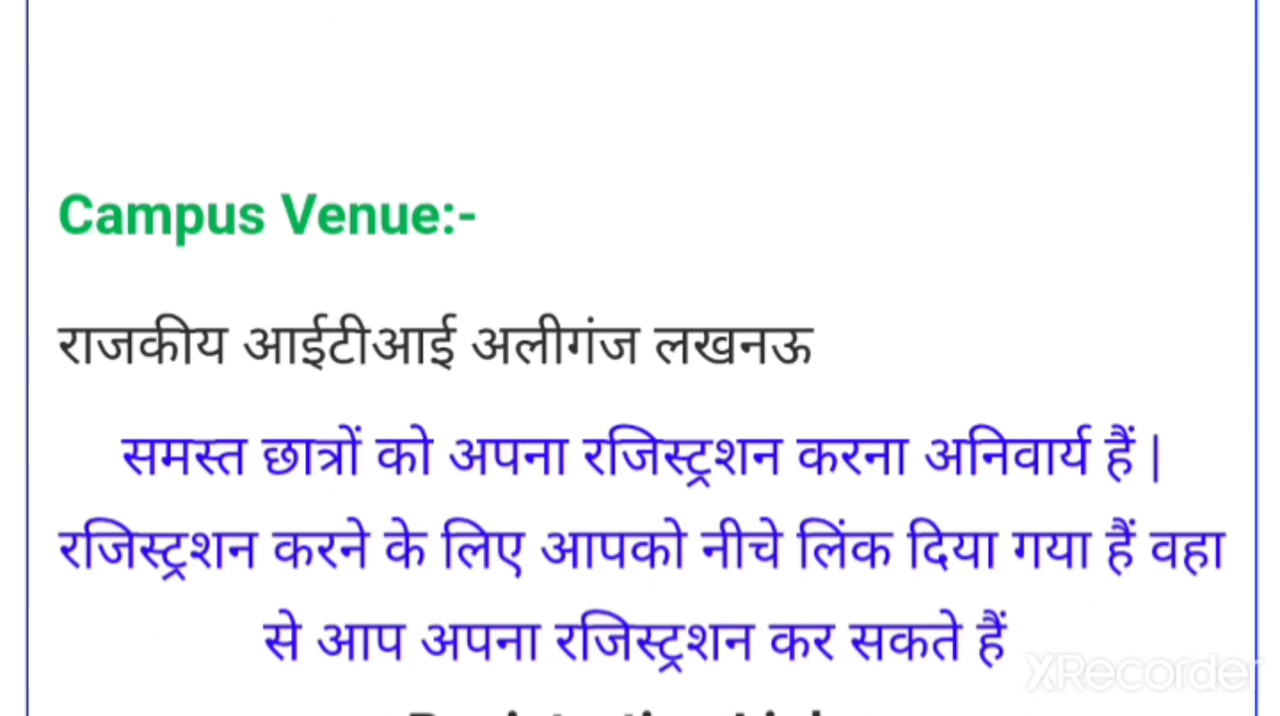 Campus Venue:-
राजकीय आईटीआई अलीगंज लखनऊ
समस्त छात्रों को अपना रजिस्ट्रशन करना अनिवार्य हैं |
रजिस्ट्रशन करने के लिए आपको नीचे लिंक दिया गया हैं वहा
से आप अपना रजिस्ट्रशन कर सकते हैं
XRecorder